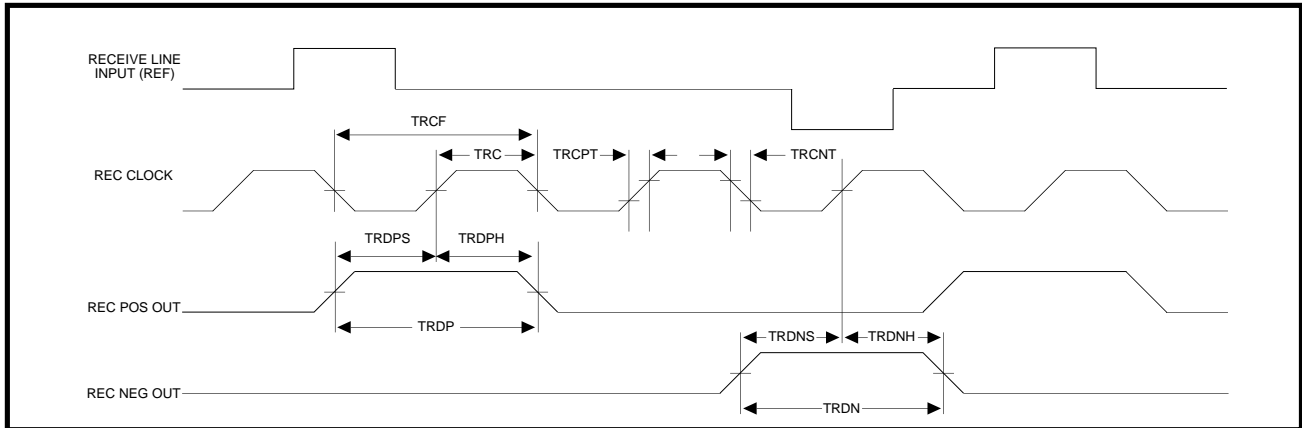 RECEIVE LINE
INPUT (REF)
TRCF
TRC
TRCPT
TRCNT
REC CLOCK
TRDPS
TRDPH
REC POS OUT
TRDP
TRDNS
TRDNH
REC NEG OUT
TRDN